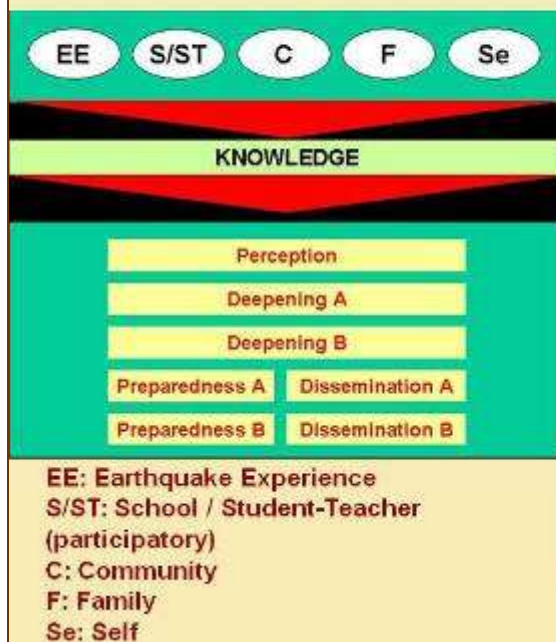 EE S/ST C F Se
KNOWLEDGE
Perception
Deepening A
Deepening B
Preparedness A Dissemination A
Preparedness B Dissemination B
EE: Earthquake Experience
S/ST: School / Student-Teacher
(participatory)
C: Community
F: Family
Se: Self